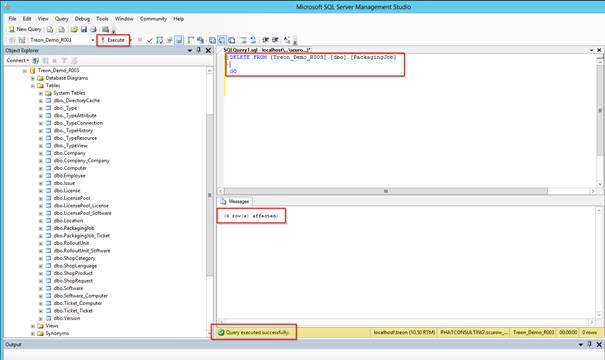 Microsoft SQL Server Management Studio
File Edit View Query Debug Tools Window Community Help
New Query
Treon_Demo_R003 Execute
Object Explorer
Connect
Treon_Demo_R003
Database Diagrams
Tables
System Tables
dbo._DirectoryCache
dbo._Type
dbo._TypeAttribute
dbo._TypeConnection
dbo._TypeHistory
dbo._TypeResource
dbo._TypeView
dbo.Company
dbo.Company_Company
dbo.Computer
dbo.Employee
dbo.Issue
dbo.License
dbo.LicensePool
dbo.LicensePool_License
dbo.LicensePool_Software
dbo.Location
dbo.PackagingJob
dbo.PackagingJob_Ticket
dbo.RolloutUnit
dbo.RolloutUnit_Software
dbo.ShopCategory
dbo.ShopLanguage
dbo.ShopProduct
dbo.ShopRequest
dbo.Software
dbo.Software_Computer
dbo.Ticket_Computer
dbo.Ticket_Ticket
dbo.Version
Views
Synonyms
SQLQuery1.sql - localhost\...\scuro...)*
DELETE FROM [Treon_Demo_R003].[dbo].[PackagingJob]
GO
Messages
row(s) affected)
Query executed successfully.
localhost\treon (10.50 RTM) PHATCONSULTING\scurow... Treon_Demo_R003 00:00:00 0 rows
Output